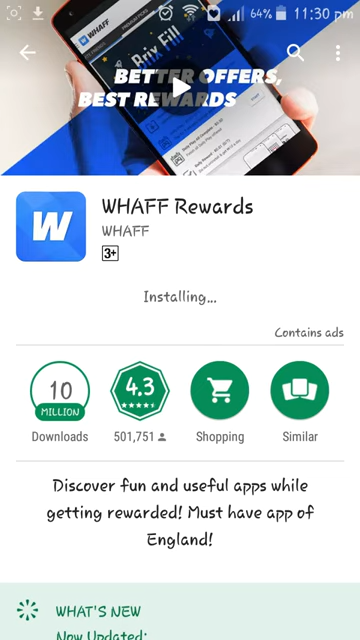 64% 11:30 pm
WHAFF
BETTER OFFERS,
BEST REWARDS
W
WHAFF Rewards
WHAFF
3+
Installing...
Contains ads
10
MILLION
4.3
Downloads
501,751
Shopping
Similar
Discover fun and useful apps while
getting rewarded! Must have app of
England!
WHAT'S NEW
Now Updated: